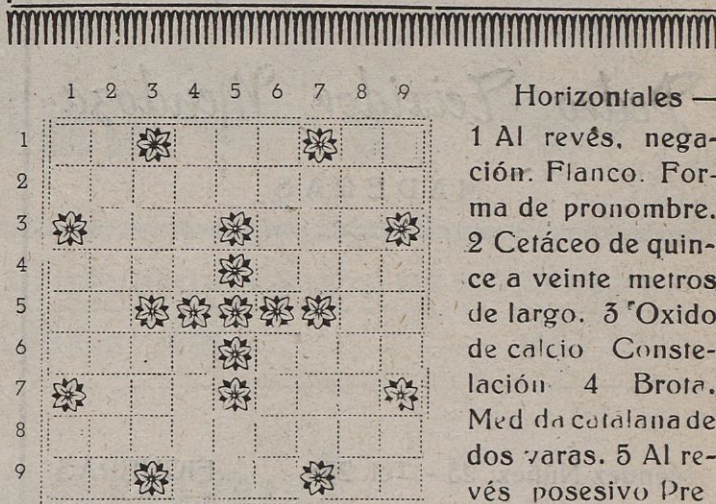 1 2 3 4 5 6 7 8 9
1
2
3
4
5
6
7
8
9
Horizontales —
1 Al revés, nega-
ción. Flanco. For-
ma de pronombre.
2 Cetáceo de quin-
ce a veinte metros
de largo. 3 Oxido
de calcio Conste-
lación 4 Brota.
Med da catalana de
dos varas. 5 Al re-
vés posesivo Pre